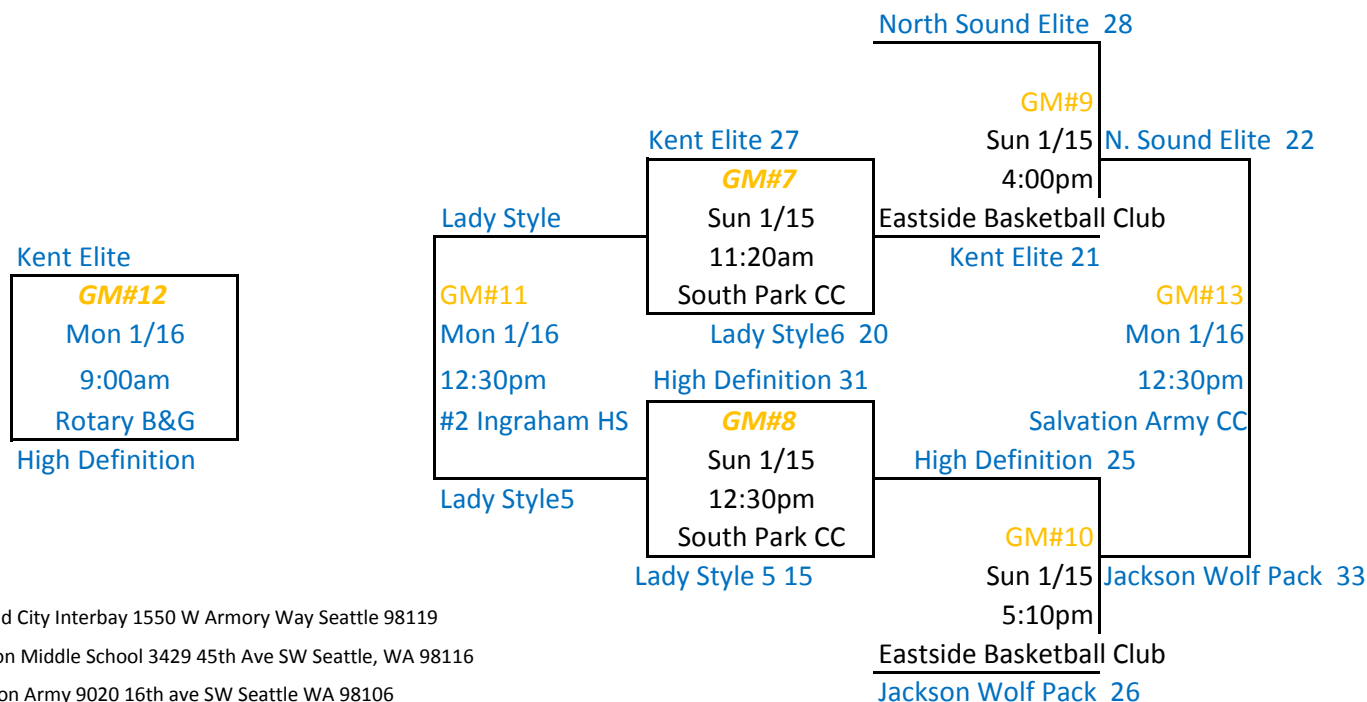 North Sound Elite 28
GM#9
Kent Elite 27
Sun 1/15
N. Sound Elite 22
GM#7
4:00pm
Lady Style
Sun 1/15
Eastside Basketball Club
Kent Elite
11:20am
Kent Elite 21
GM#12
GM#11
South Park CC
GM#13
Mon 1/16
Mon 1/16
Lady Style6 20
Mon 1/16
9:00am
12:30pm
High Definition 31
12:30pm
Rotary B&G
#2 Ingraham HS
GM#8
Salvation Army CC
High Definition
Sun 1/15
High Definition 25
Lady Style5
12:30pm
South Park CC
GM#10
Lady Style 5 15
Sun 1/15
Jackson Wolf Pack 33
d City Interbay 1550 W Armory Way Seattle 98119
5:10pm
on Middle School 3429 45th Ave SW Seattle, WA 98116
Eastside Basketball Club
on Army 9020 16th ave SW Seattle WA 98106
Jackson Wolf Pack 26